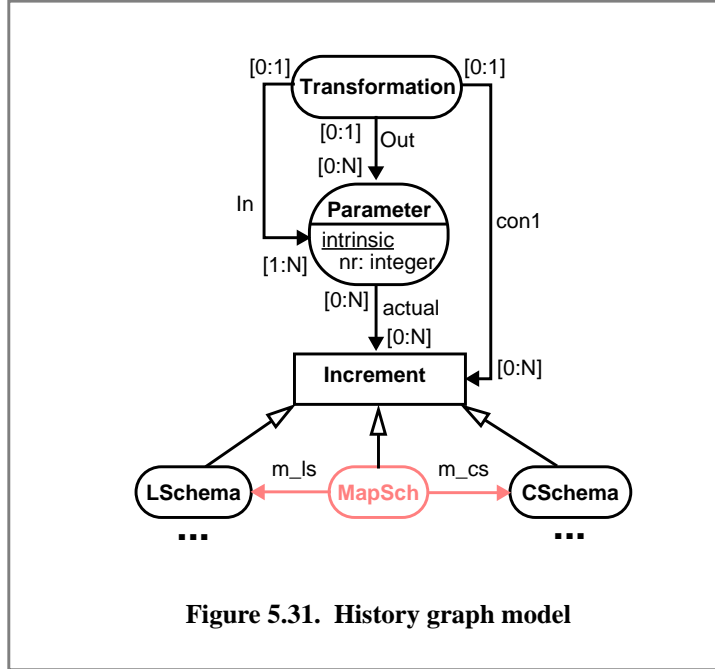 [0:1]
[0:1]
Transformation
[0:1]
Out
[0:N]
In
Parameter
con1
intrinsic
nr: integer
[1:N]
[0:N]
actual
[0:N]
[0:N]
Increment
m_ls
m_cs
LSchema
MapSch
CSchema
...
...
Figure 5.31. History graph model